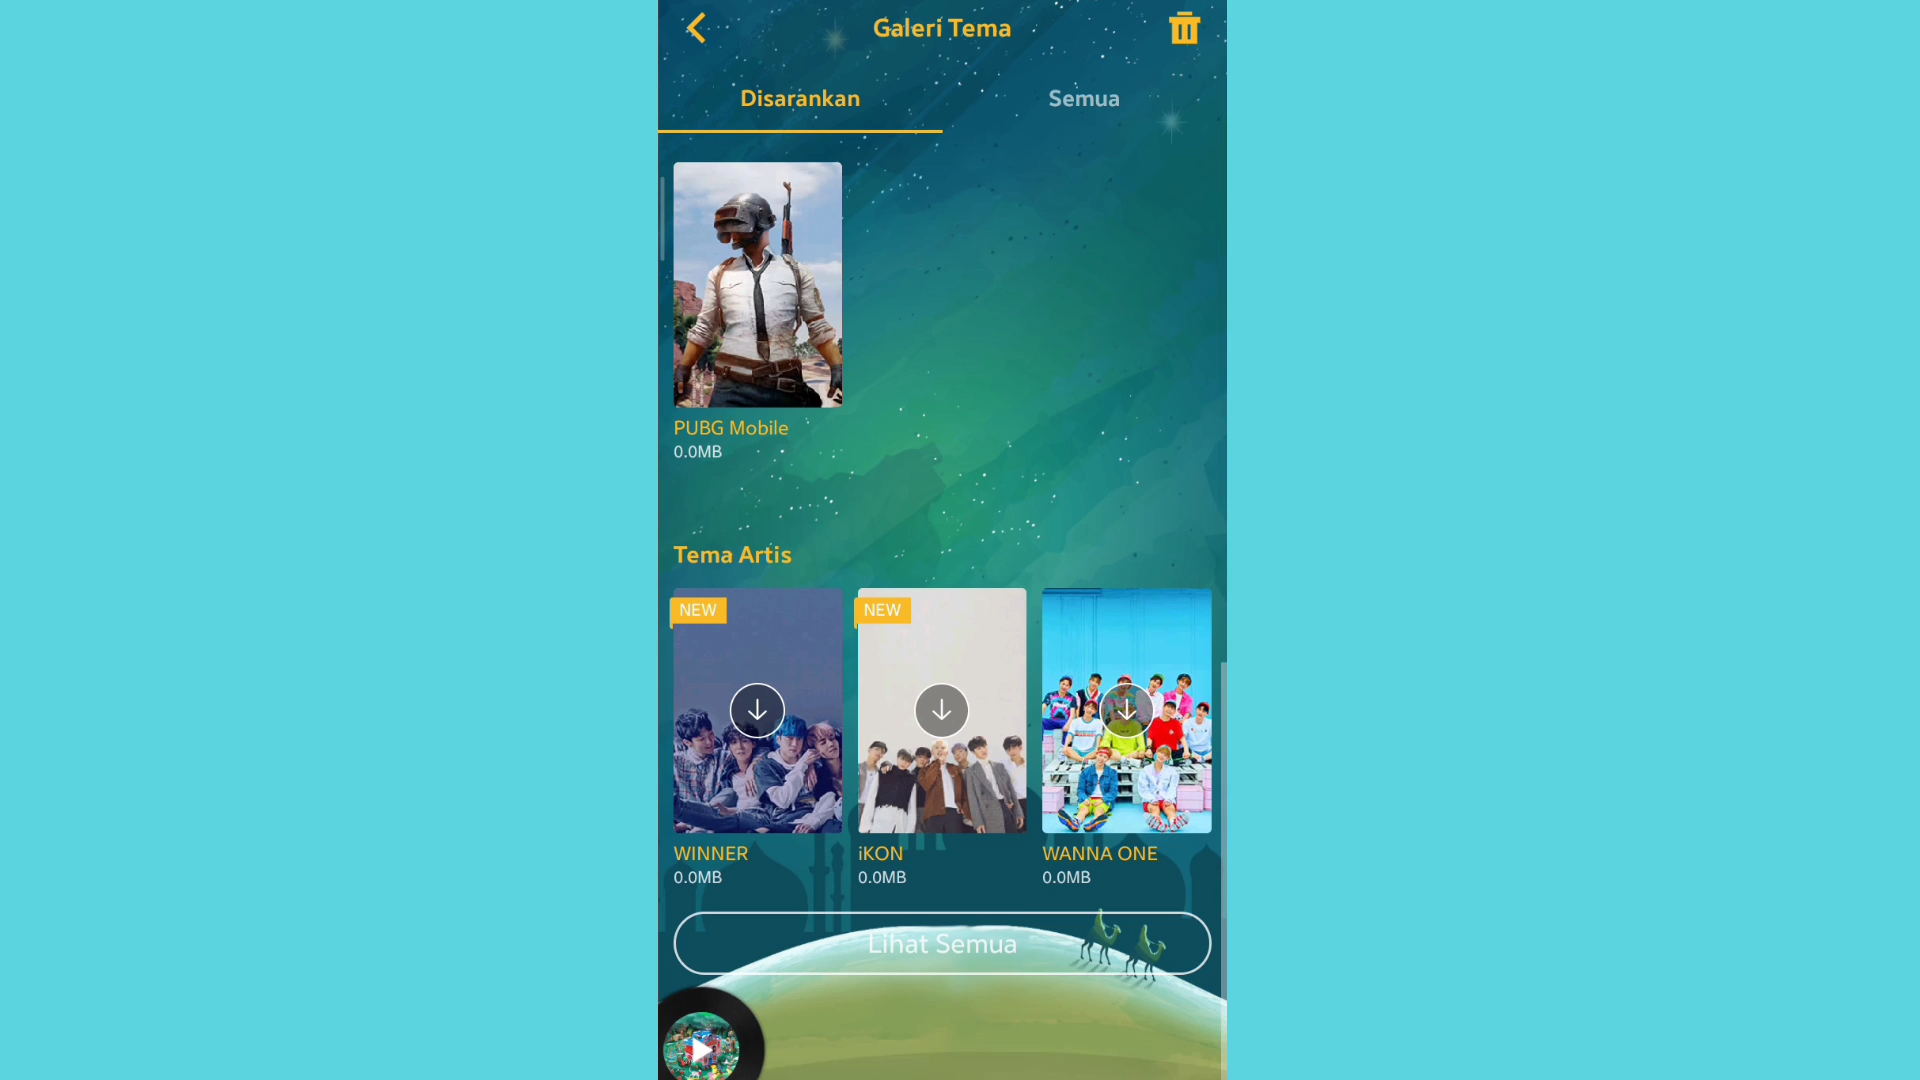 Galeri Tema
Disarankan
Semua
PUBG Mobile
0.0MB
Tema Artis
NEW
NEW
WINNER
iKON
WANNA ONE
0.0MB
0.0MB
0.0MB
Lihat Semua